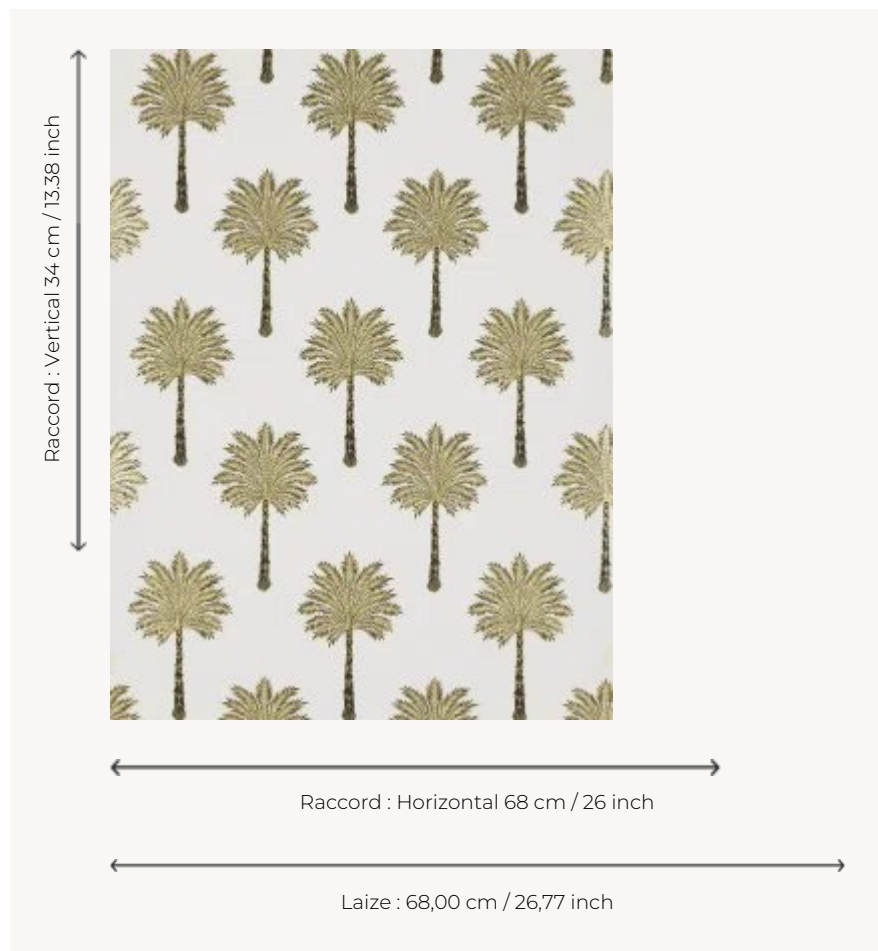 Raccord : Vertical 34 cm / 13.38 inch
Raccord : Horizontal 68 cm / 26 inch
Laize : 68,00 cm / 26,77 inch